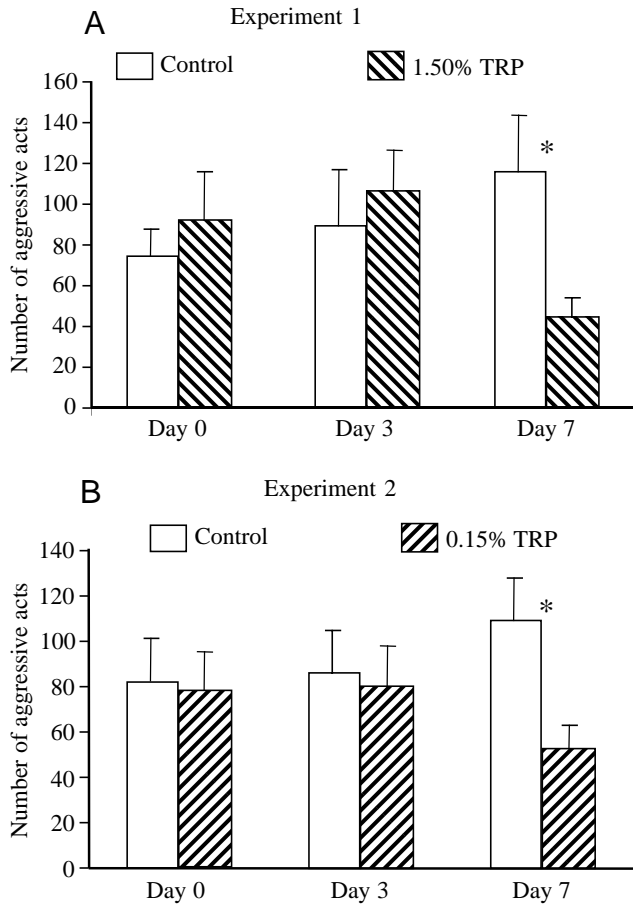 A
Experiment 1
Control
1.50% TRP
Number of aggressive acts
160
140
120
100
80
60
40
20
0
*
Day 0
Day 3
Day 7
B
Experiment 2
Control
0.15% TRP
Number of aggressive acts
140
120
100
80
60
40
20
0
*
Day 0
Day 3
Day 7